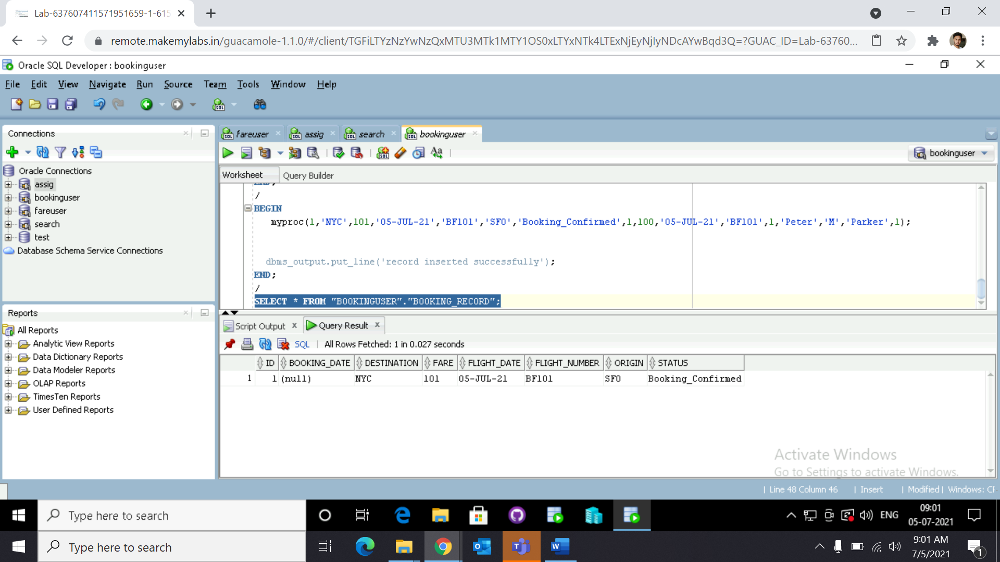 Lab-637607411571951659-1-615
remote.makemylabs.in/guacamole-1.1.0/#/client/TGFiLTYzNzYwNzQxMTU3MTk1MTY1OS0xLTYxNTk4LTExNjEyNjIyNDcAYwBqd3Q=?GUAC_ID=Lab-63760...
Oracle SQL Developer : bookinguser
File Edit View Navigate Run Source Team Tools Window Help
Connections
Oracle Connections
assig
bookinguser
fareuser
search
test
Database Schema Service Connections
Reports
All Reports
Analytic View Reports
Data Dictionary Reports
Data Modeler Reports
OLAP Reports
TimesTen Reports
User Defined Reports
fareuser assig search bookinguser
bookinguser
Worksheet Query Builder
/
BEGIN
myproc(1,'NYC',101,'05-JUL-21','BF101','SFO','Booking_Confirmed',1,100,'05-JUL-21','BF101',1,'Peter','M','Parker',1);
dbms_output.put_line('record inserted successfully');
END;
/
SELECT * FROM "BOOKINGUSER"."BOOKING_RECORD";
Script Output Query Result
SQL | All Rows Fetched: 1 in 0.027 seconds
ID BOOKING_DATE DESTINATION FARE FLIGHT_DATE FLIGHT_NUMBER ORIGIN STATUS
1 1 (null) NYC 101 05-JUL-21 BF101 SFO Booking_Confirmed
Activate Windows
Go to Settings to activate Windows.
| Line 48 Column 46 | Insert | Modified | Windows:
Type here to search
ENG
09:01
05-07-2021
Type here to search
9:01 AM
7/5/2021
1